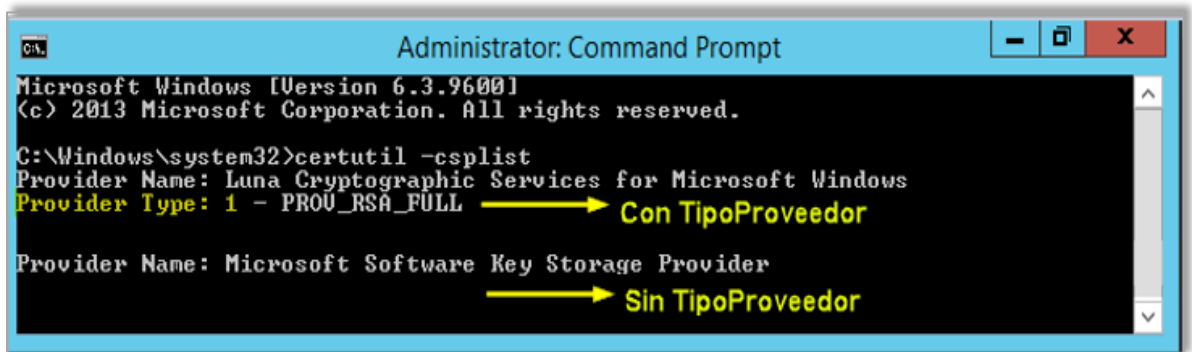 Administrator: Command Prompt
Microsoft Windows [Version 6.3.9600]
(c) 2013 Microsoft Corporation. All rights reserved.
C:\Windows\system32>certutil -csplist
Provider Name: Luna Cryptographic Services for Microsoft Windows
Provider Type: 1 - PROV_RSA_FULL Con TipoProveedor
Provider Name: Microsoft Software Key Storage Provider
Sin TipoProveedor